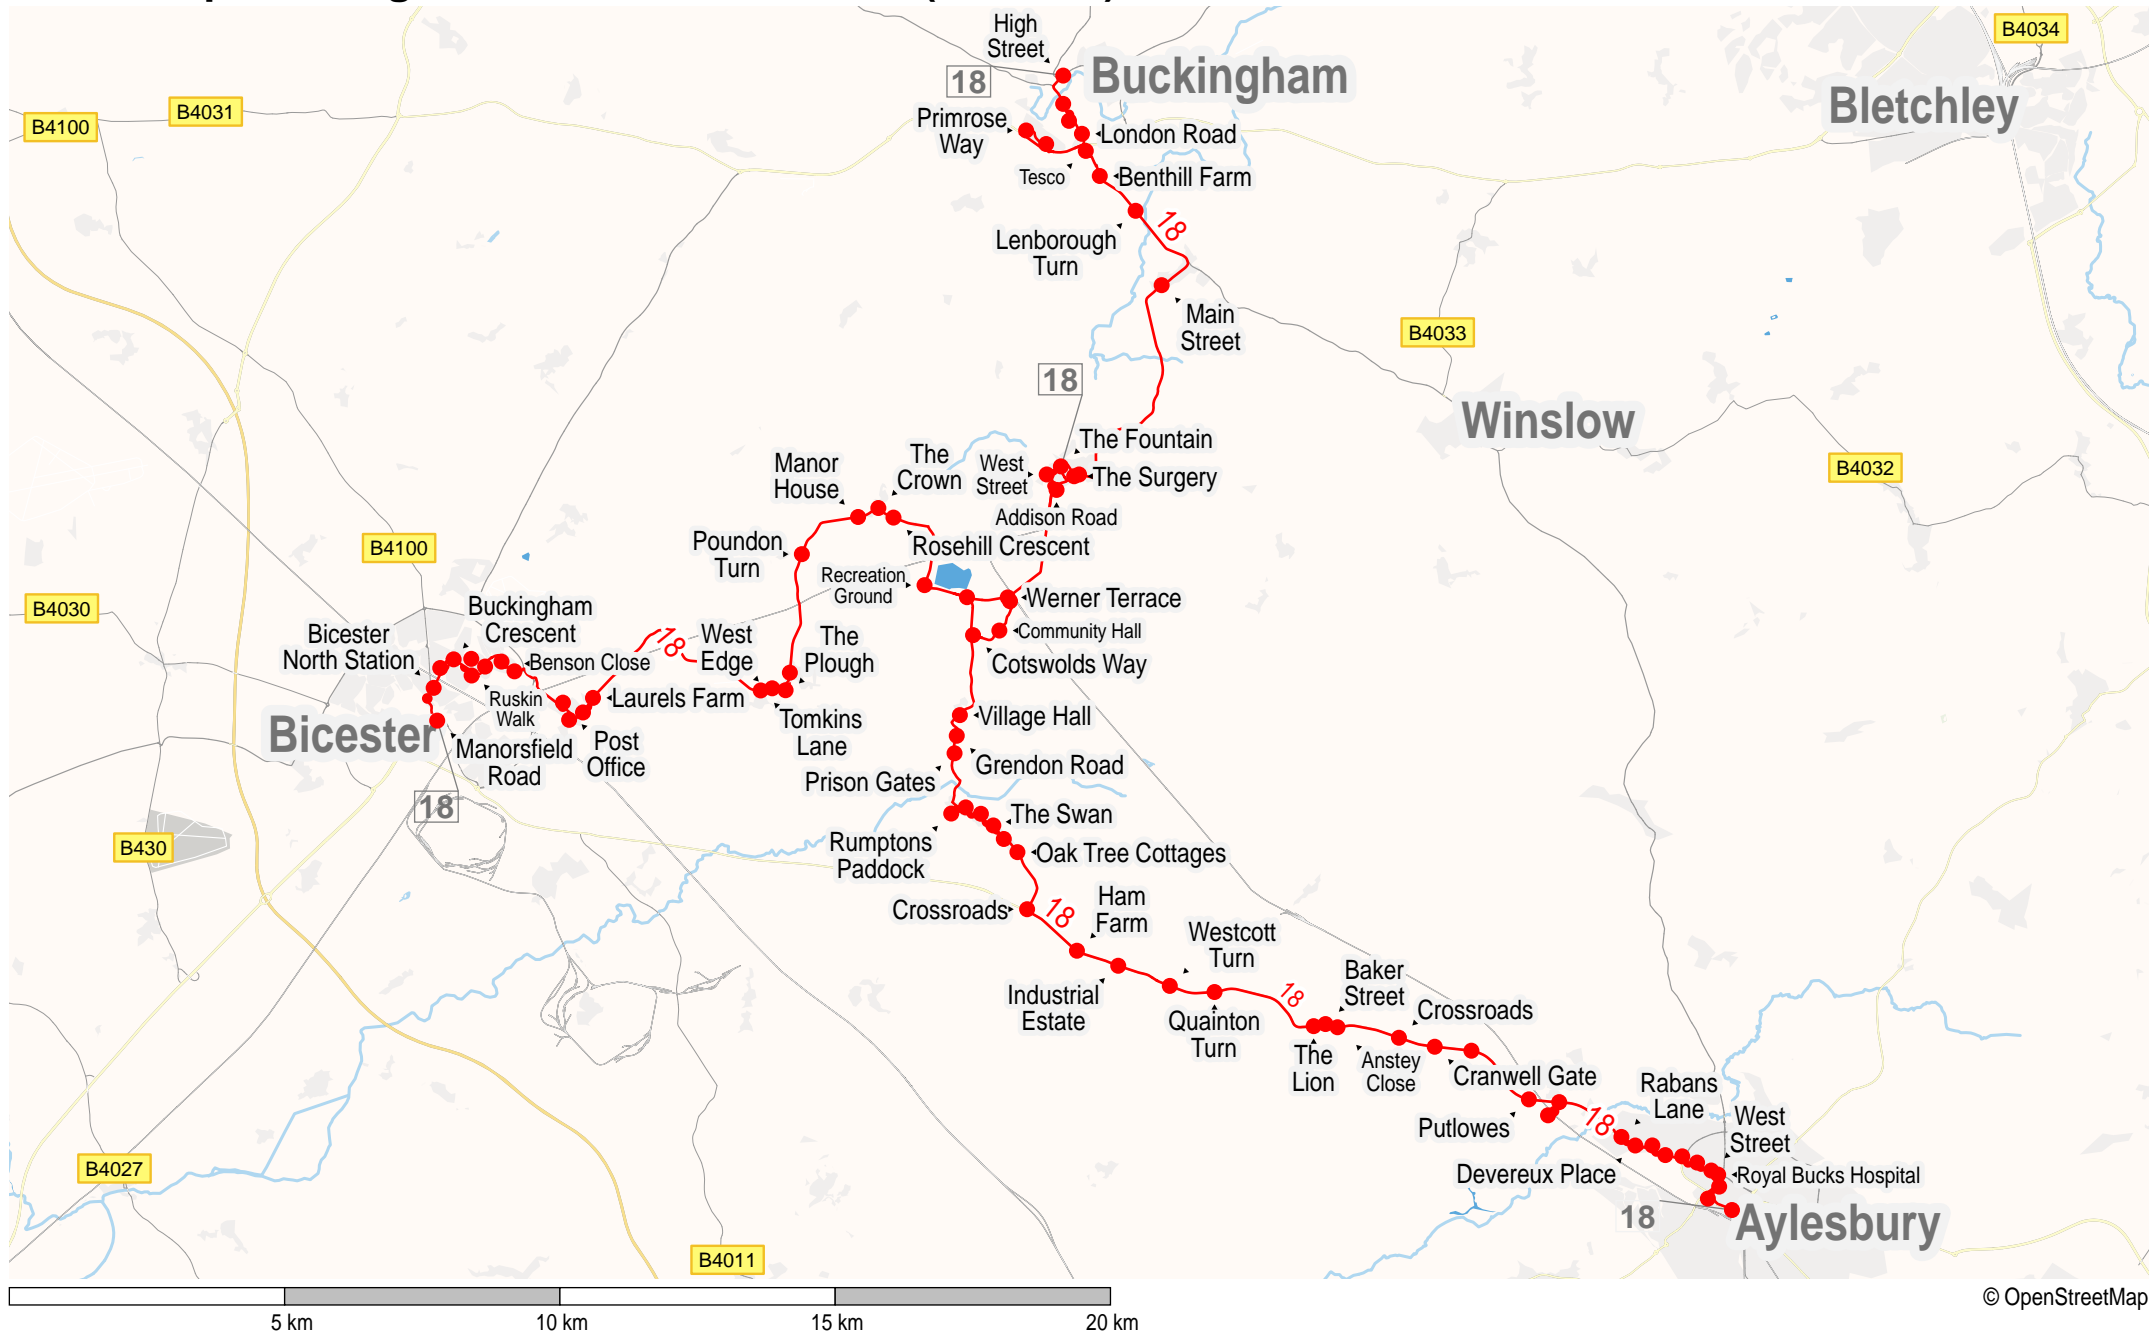 High
Street
B4034
18
Buckingham
Bletchley
B4100
B4031
Primrose
Way
London Road
Tesco
Benthill Farm
18
Lenborough
Turn
Main
Street
B4033
18
Winslow
The Fountain
The
Crown
Manor
House
West
Street
The Surgery
B4032
Addison Road
B4100
Poundon
Turn
Rosehill Crescent
Recreation
Ground
B4030
Buckingham
Crescent
Werner Terrace
Bicester
North Station
18
West
Edge
The
Plough
Community Hall
Benson Close
Cotswolds Way
Ruskin
Walk
Laurels Farm
Tomkins
Lane
Village Hall
Bicester
Manorsfield
Road
Post
Office
Prison Gates
Grendon Road
18
The Swan
B430
Rumptons
Paddock
Oak Tree Cottages
Crossroads
18
Ham
Farm
Westcott
Turn
Industrial
Estate
18
Baker
Street
Crossroads
Quainton
Turn
The
Lion
Anstey
Close
Cranwell Gate
Rabans
Lane
Putlowes
18
West
Street
B4027
Devereux Place
Royal Bucks Hospital
18
Aylesbury
B4011
5 km
10 km
15 km
20 km
© OpenStreetMap